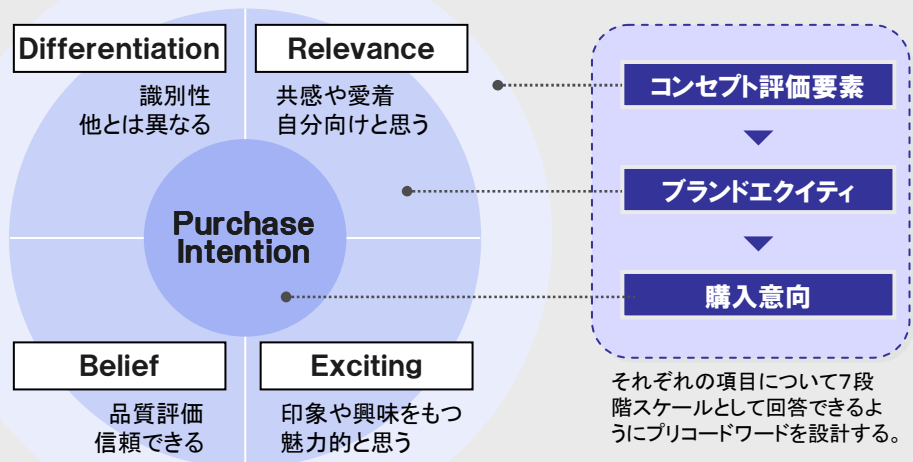 Differentiation
識別性
他とは異なる
Relevance
共感や愛着
自分向けと思う
Purchase
Intention
Belief
品質評価
信頼できる
Exciting
印象や興味をもつ
魅力的と思う
コンセプト評価要素
ブランドエクイティ
購入意向
それぞれの項目について7段
階スケールとして回答できるよ
うにプリコードワードを設計する。